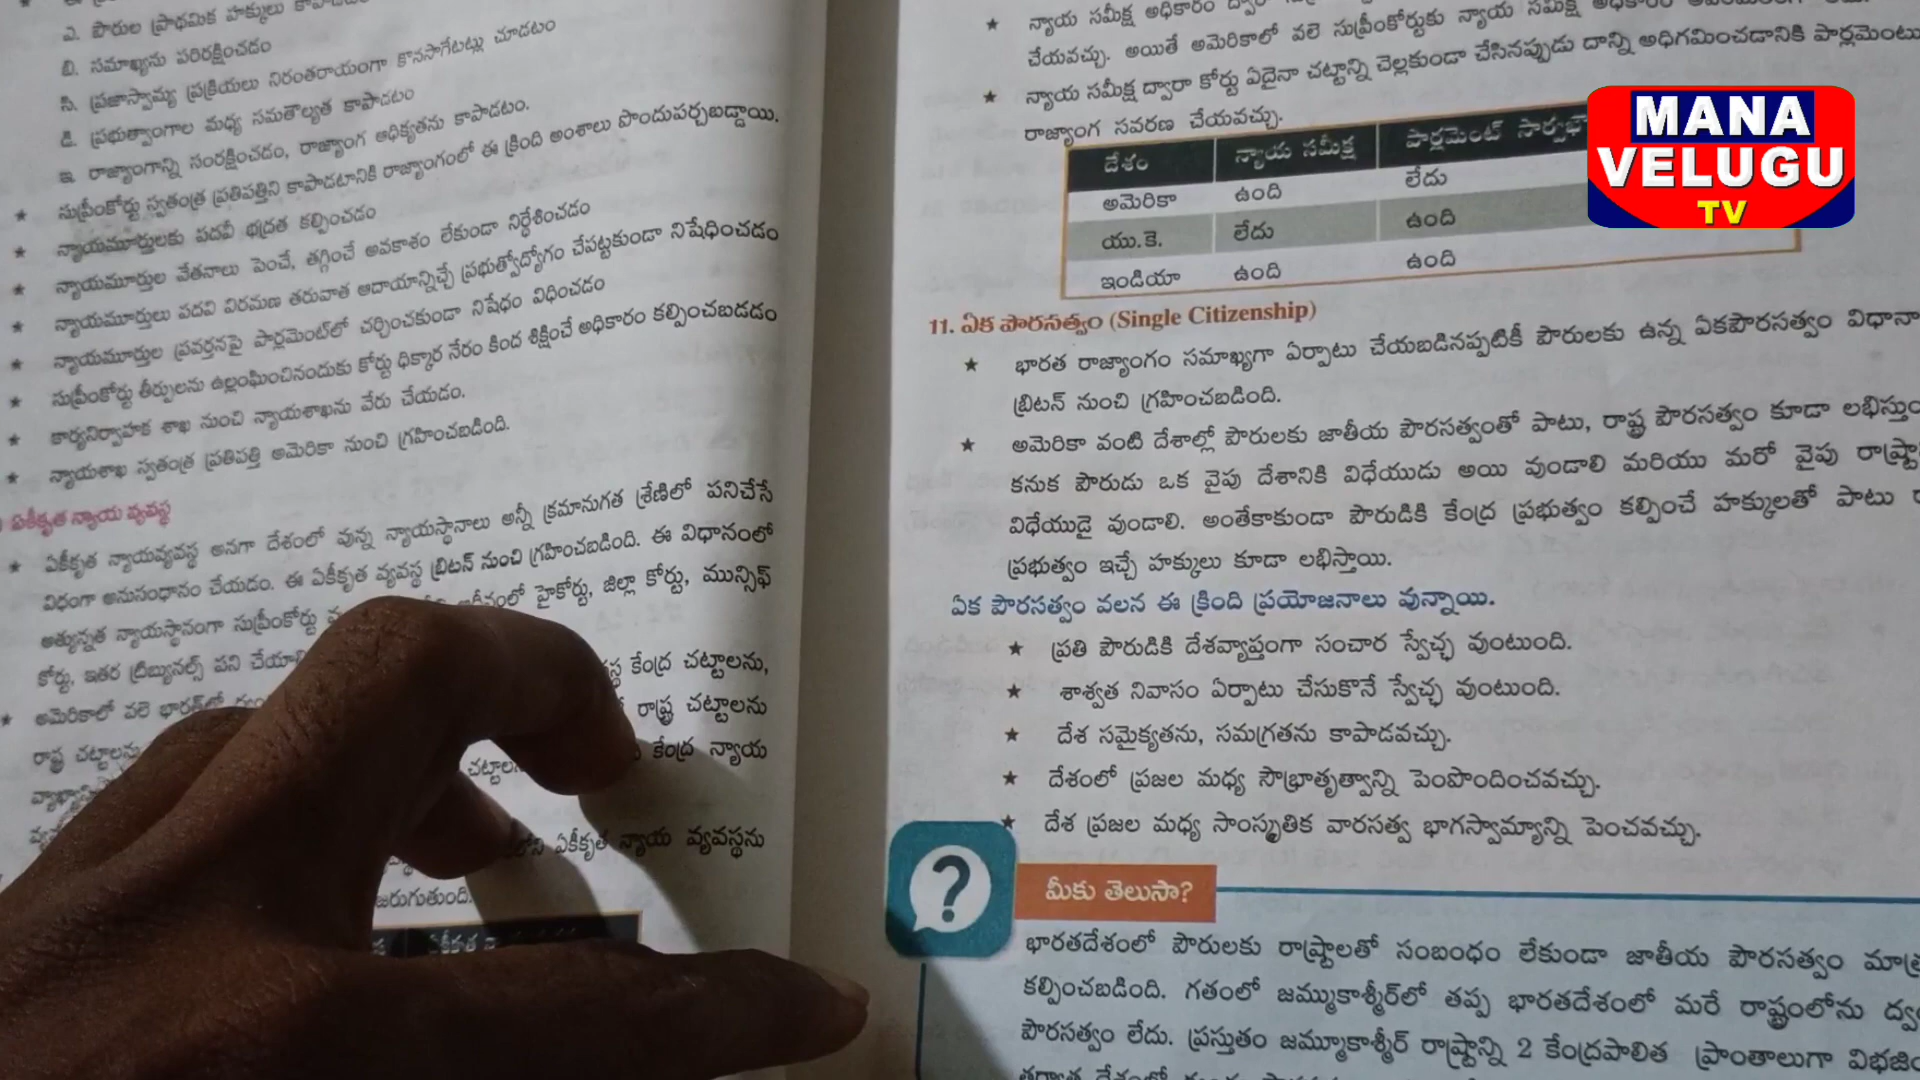 ఎ. పౌరుల ప్రాథమిక హక్కులు
బి. సమాఖ్యను పరిరక్షించడం
సి. ప్రజాస్వామ్య ప్రక్రియలు నిరంతరాయంగా కొనసాగేటట్లు చూడటం
డి. ప్రభుత్వాంగాల మధ్య సమతౌల్యత కాపాడటం
ఇ. రాజ్యాంగాన్ని సంరక్షించడం, రాజ్యాంగ ఆధిక్యతను కాపాడటం.
★ సుప్రీంకోర్టు స్వతంత్ర ప్రతిపత్తిని కాపాడటానికి రాజ్యాంగంలో ఈ క్రింది అంశాలు పొందుపర్చబడ్డాయి.
★ న్యాయమూర్తులకు పదవీ భద్రత కల్పించడం
★ న్యాయమూర్తుల వేతనాలు పెంచే, తగ్గించే అవకాశం లేకుండా నిర్దేశించడం
★ న్యాయమూర్తులు పదవి విరమణ తరువాత ఆదాయాన్నిచ్చే ప్రభుత్వోద్యోగం చేపట్టకుండా నిషేధించడం
★ న్యాయమూర్తుల ప్రవర్తనపై పార్లమెంట్‌లో చర్చించకుండా నిషేధం విధించడం
★ సుప్రీంకోర్టు తీర్పులను ఉల్లంఘించినందుకు కోర్టు ధిక్కార నేరం కింద శిక్షించే అధికారం కల్పించబడడం
★ కార్యనిర్వాహక శాఖ నుంచి న్యాయశాఖను వేరు చేయడం.
★ న్యాయశాఖ స్వతంత్ర ప్రతిపత్తి అమెరికా నుంచి గ్రహించబడింది.
ఏకీకృత న్యాయ వ్యవస్థ
★ ఏకీకృత న్యాయవ్యవస్థ అనగా దేశంలో వున్న న్యాయస్థానాలు అన్నీ క్రమానుగత శ్రేణిలో పనిచేసే
విధంగా అనుసంధానం చేయడం. ఈ ఏకీకృత వ్యవస్థ బ్రిటన్ నుంచి గ్రహించబడింది. ఈ విధానంలో
అత్యున్నత న్యాయస్థానంగా సుప్రీంకోర్టు హైకోర్టు, జిల్లా కోర్టు, మున్సిఫ్
కోర్టు, ఇతర ట్రిబ్యునల్స్ పని కేంద్ర చట్టాలను,
★ అమెరికాలో వలె రాష్ట్ర చట్టాలను
రాష్ట్ర చట్టాలను కేంద్ర న్యాయ
ఏకీకృత న్యాయ వ్యవస్థను
జరుగుతుంది.
★ న్యాయ సమీక్ష అధికారం
చేయవచ్చు. అయితే అమెరికాలో వలె సుప్రీంకోర్టుకు న్యాయ సమీక్ష
★ న్యాయ సమీక్ష ద్వారా కోర్టు ఏదైనా చట్టాన్ని చెల్లకుండా చేసినప్పుడు దాన్ని అధిగమించడానికి పార్లమెంటు
రాజ్యాంగ సవరణ చేయవచ్చు.
దేశం న్యాయ సమీక్ష పార్లమెంట్
అమెరికా ఉంది లేదు
యు.కె. లేదు ఉంది
ఇండియా ఉంది ఉంది
MANA
VELUGU
TV
11. ఏక పౌరసత్వం (Single Citizenship)
★ భారత రాజ్యాంగం సమాఖ్యగా ఏర్పాటు చేయబడినప్పటికీ పౌరులకు ఉన్న ఏకపౌరసత్వం
బ్రిటన్ నుంచి గ్రహించబడింది.
★ అమెరికా వంటి దేశాల్లో పౌరులకు జాతీయ పౌరసత్వంతో పాటు, రాష్ట్ర పౌరసత్వం కూడా
కనుక పౌరుడు ఒక వైపు దేశానికి విధేయుడు అయి వుండాలి మరియు మరో వైపు
విధేయుడై వుండాలి. అంతేకాకుండా పౌరుడికి కేంద్ర ప్రభుత్వం కల్పించే హక్కులతో పాటు
ప్రభుత్వం ఇచ్చే హక్కులు కూడా లభిస్తాయి.
ఏక పౌరసత్వం వలన ఈ క్రింది ప్రయోజనాలు వున్నాయి.
★ ప్రతి పౌరుడికి దేశవ్యాప్తంగా సంచార స్వేచ్ఛ వుంటుంది.
★ శాశ్వత నివాసం ఏర్పాటు చేసుకొనే స్వేచ్ఛ వుంటుంది.
★ దేశ సమైక్యతను, సమగ్రతను కాపాడవచ్చు.
★ దేశంలో ప్రజల మధ్య సౌభ్రాతృత్వాన్ని పెంపొందించవచ్చు.
★ దేశ ప్రజల మధ్య సాంస్కృతిక వారసత్వ భాగస్వామ్యాన్ని పెంచవచ్చు.
? మీకు తెలుసా?
భారతదేశంలో పౌరులకు రాష్ట్రాలతో సంబంధం లేకుండా జాతీయ పౌరసత్వం
కల్పించబడింది. గతంలో జమ్ముకాశ్మీర్‌లో తప్ప భారతదేశంలో మరే రాష్ట్రంలోను
పౌరసత్వం లేదు. ప్రస్తుతం జమ్మూకాశ్మీర్ రాష్ట్రాన్ని 2 కేంద్రపాలిత ప్రాంతాలుగా